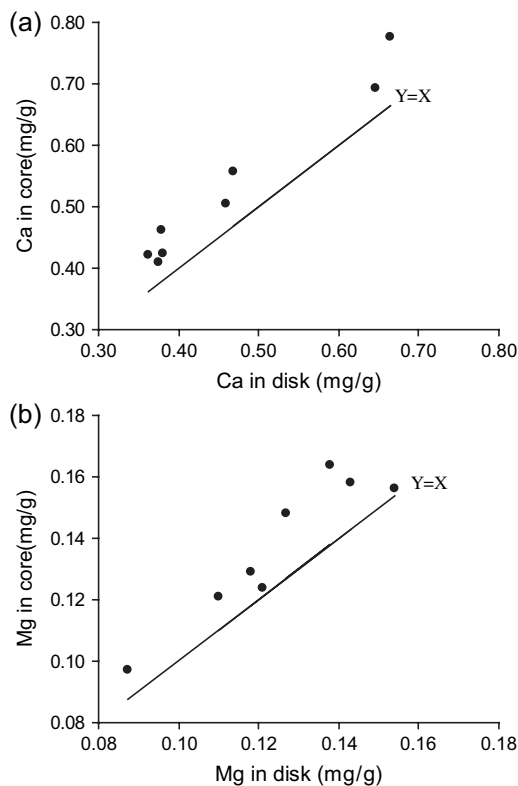 (a)
0.80
0.70
0.60
0.50
0.40
0.30
Ca in core(mg/g)
Y=X
0.30 0.40 0.50 0.60 0.70 0.80
Ca in disk (mg/g)
(b)
0.18
0.16
0.14
0.12
0.10
0.08
Mg in core(mg/g)
Y=X
0.08 0.10 0.12 0.14 0.16 0.18
Mg in disk (mg/g)